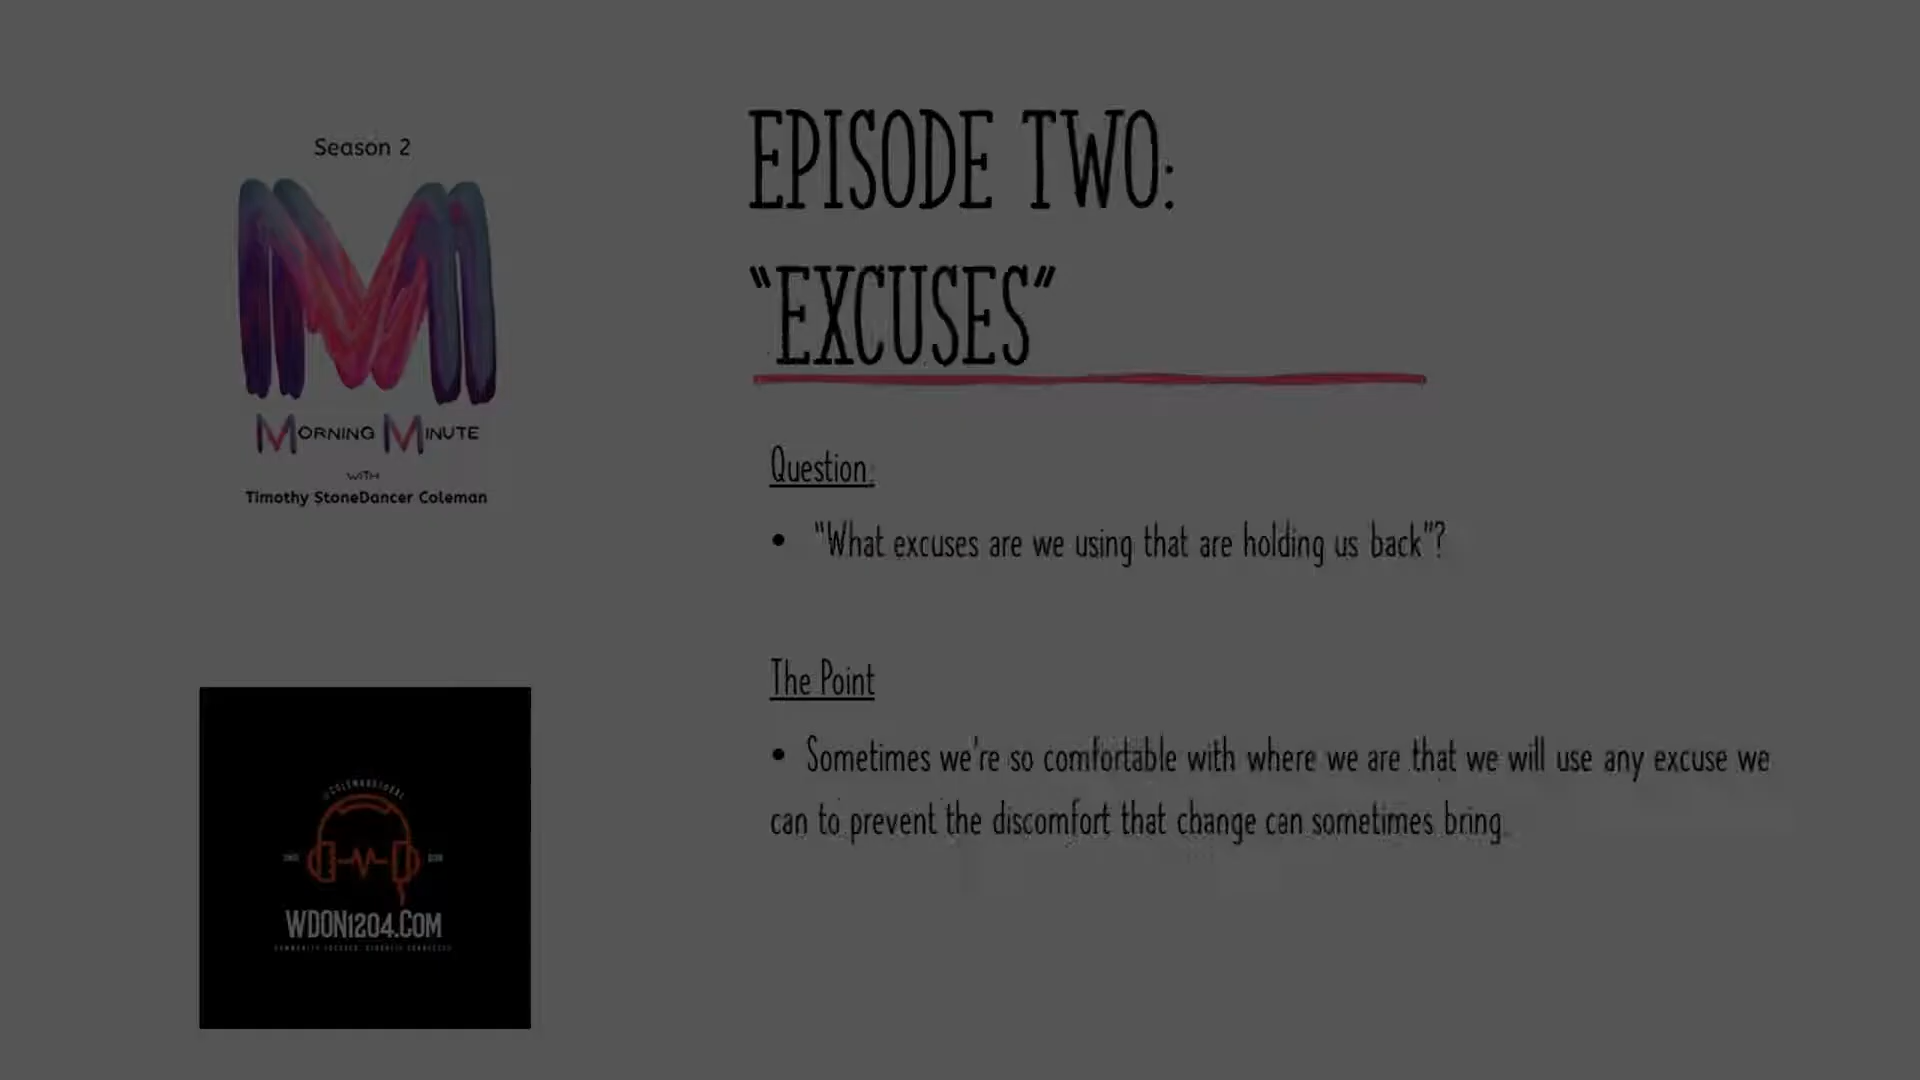 Season 2
MORNING MINUTE
WITH
Timothy StoneDancer Coleman
EPISODE TWO:
“EXCUSES”
Question:
• “What excuses are we using that are holding us back”?
The Point
• Sometimes we're so comfortable with where we are that we will use any excuse we
can to prevent the discomfort that change can sometimes bring.
WDON1204.COM